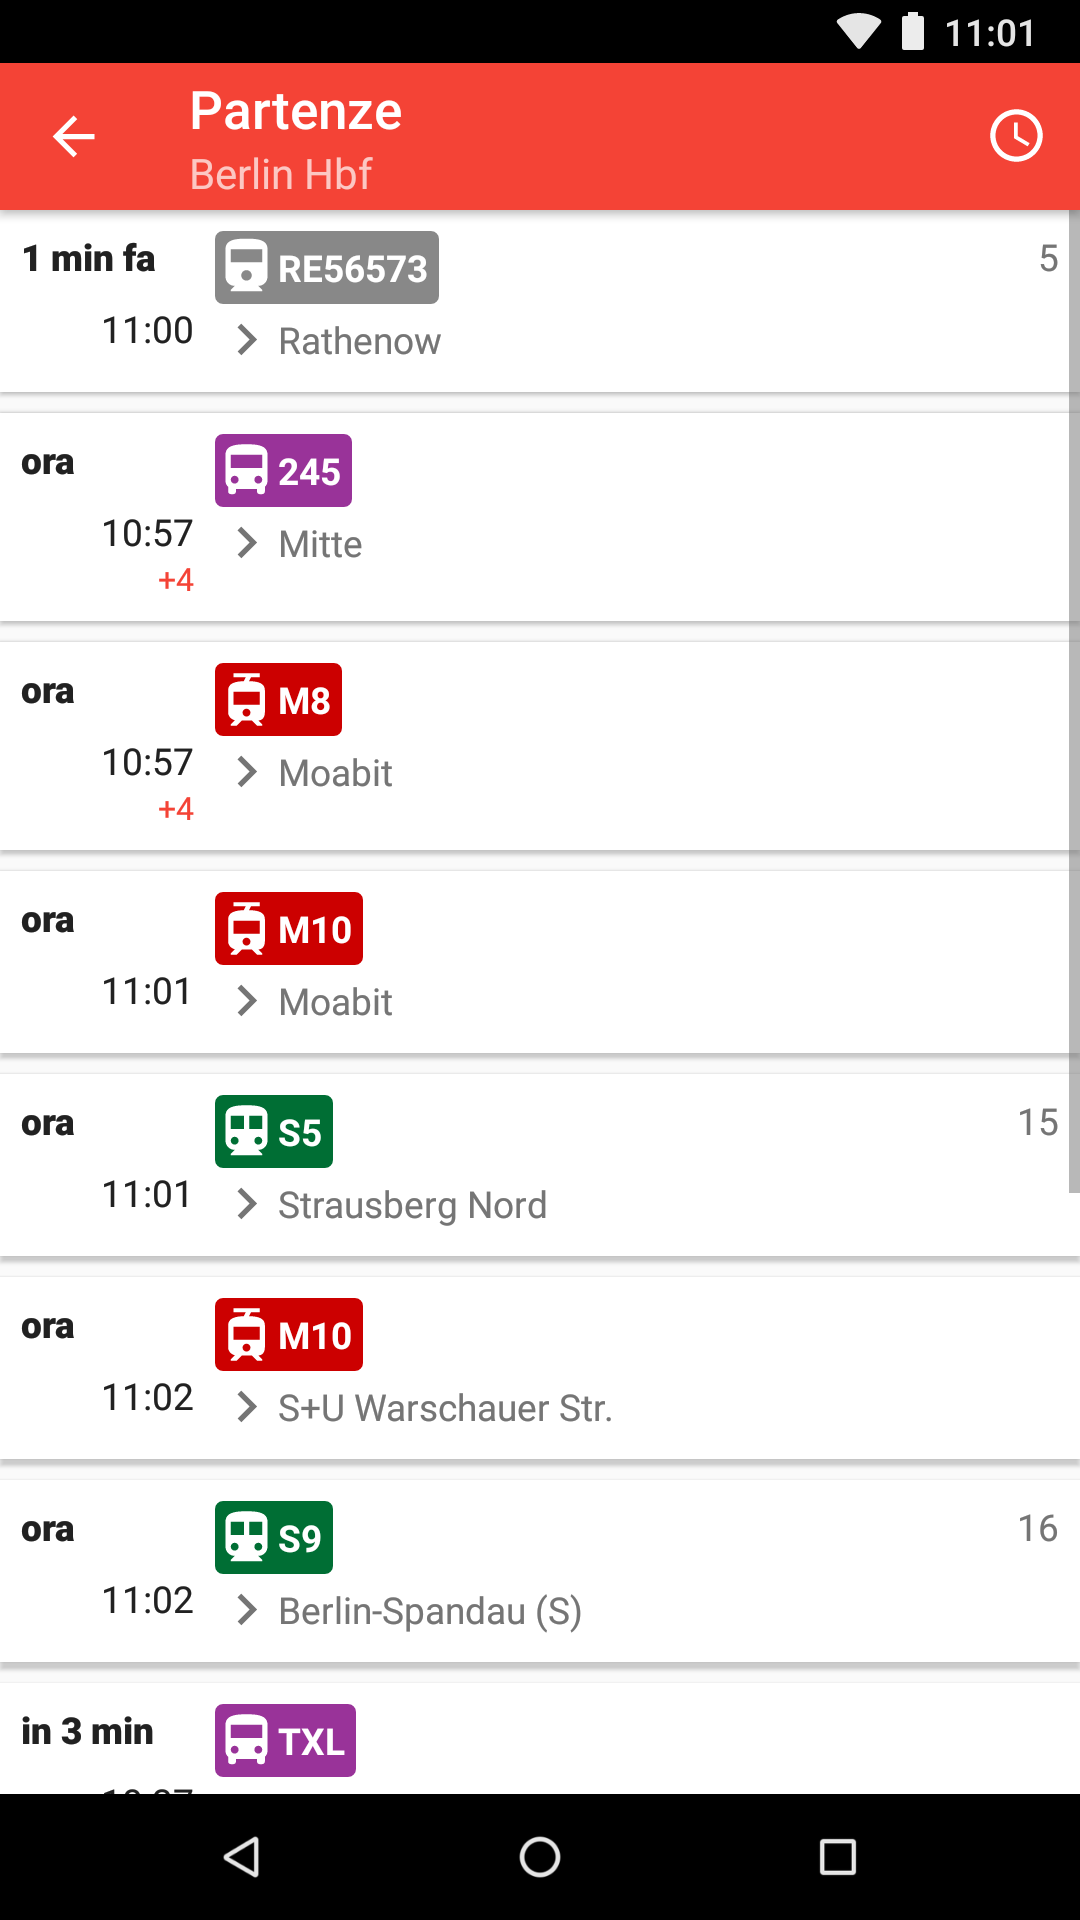 11:01
Partenze
Berlin Hbf
1 min fa RE56573 5
11:00 Rathenow
ora 245
10:57 Mitte
+4
ora M8
10:57 Moabit
+4
ora M10
11:01 Moabit
ora S5 15
11:01 Strausberg Nord
ora M10
11:02 S+U Warschauer Str.
ora S9 16
11:02 Berlin-Spandau (S)
in 3 min TXL